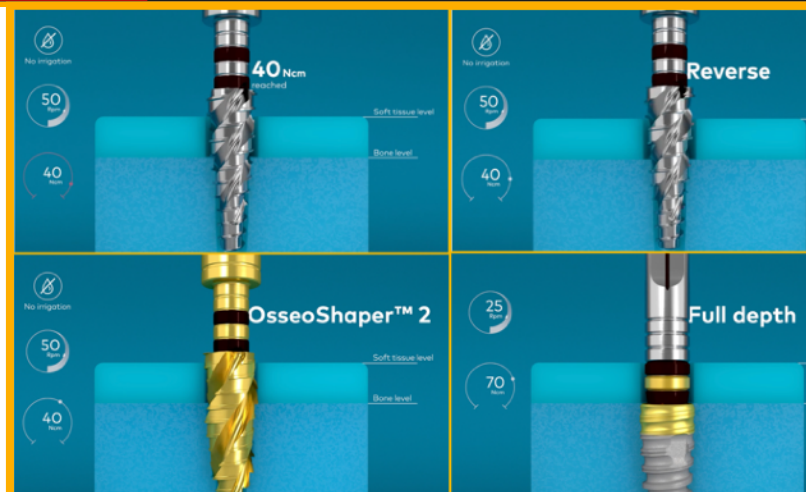 No irrigation
50
Rpm
40
Ncm
40 Ncm
reached
Soft tissue level
Bone level
No irrigation
50
Rpm
40
Ncm
Reverse
No irrigation
50
Rpm
40
Ncm
OsseoShaper™ 2
Soft tissue level
Bone level
25
Rpm
70
Ncm
Full depth